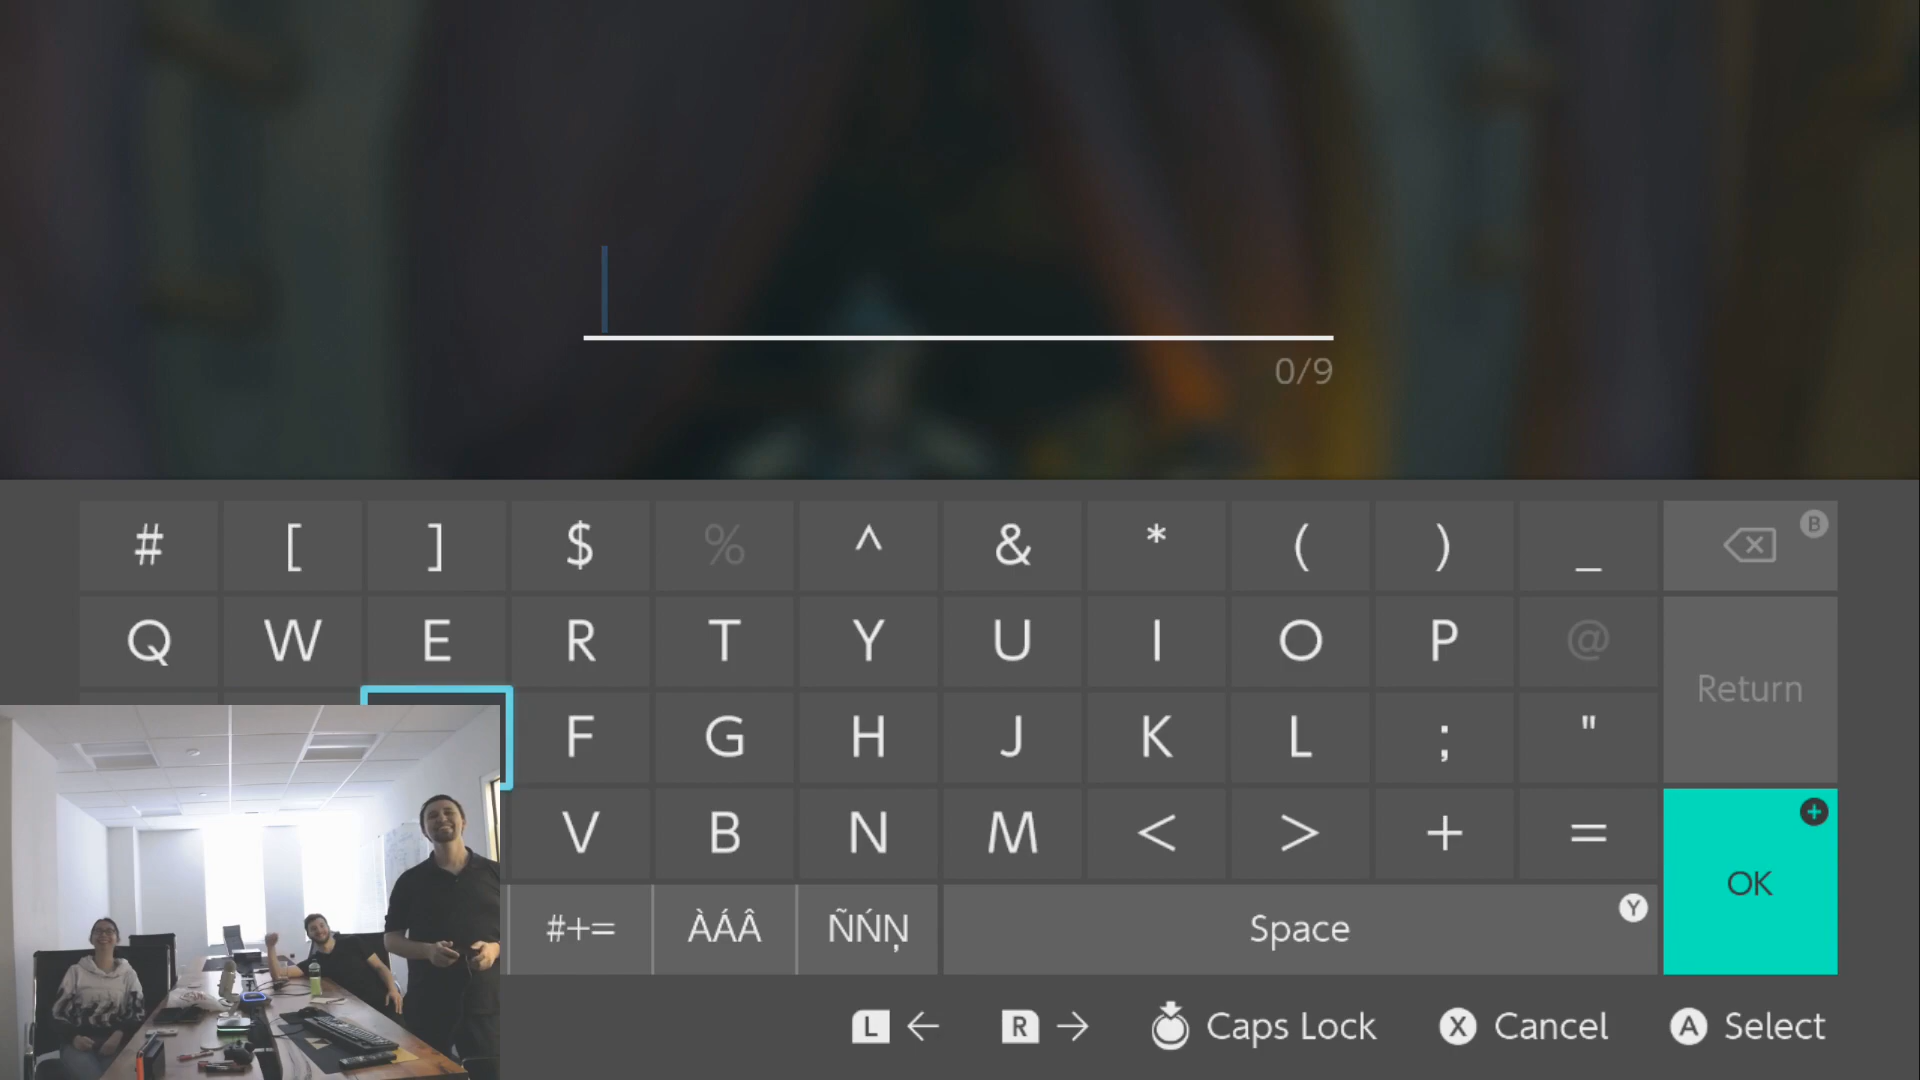 0/9
# [ ] $ % ^ & * ( ) _ B
Q W E R T Y U I O P @ Return
F G H J K L ; "
V B N M < > + = + OK
#+= ÀÁÂ ÑŃŅ Space Y
L ← R → Caps Lock X Cancel A Select